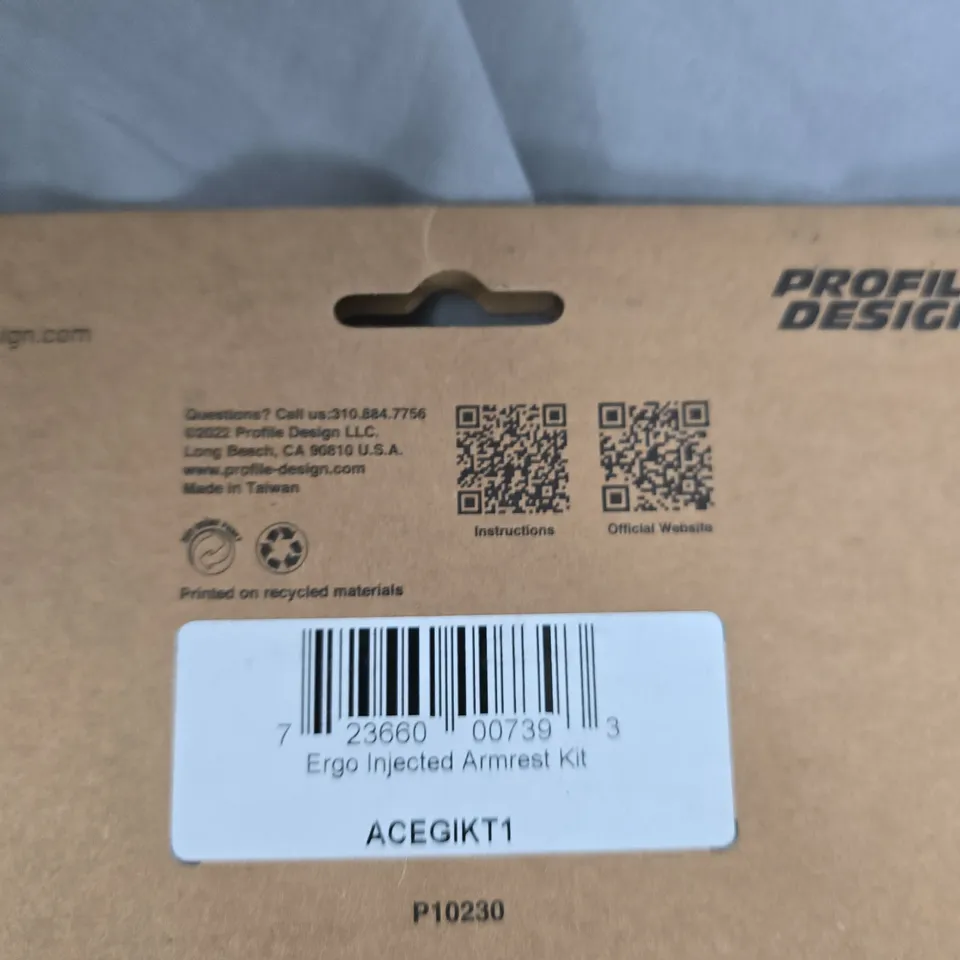 PROFIL
DESIG
ign.com
Questions? Call us:310.884.7756
©2022 Profile Design LLC.
Long Beach, CA 90810 U.S.A.
www.profile-design.com
Made in Taiwan
Instructions
Official Website
Printed on recycled materials
7 23660 00739 3
Ergo Injected Armrest Kit
ACEGIKT1
P10230